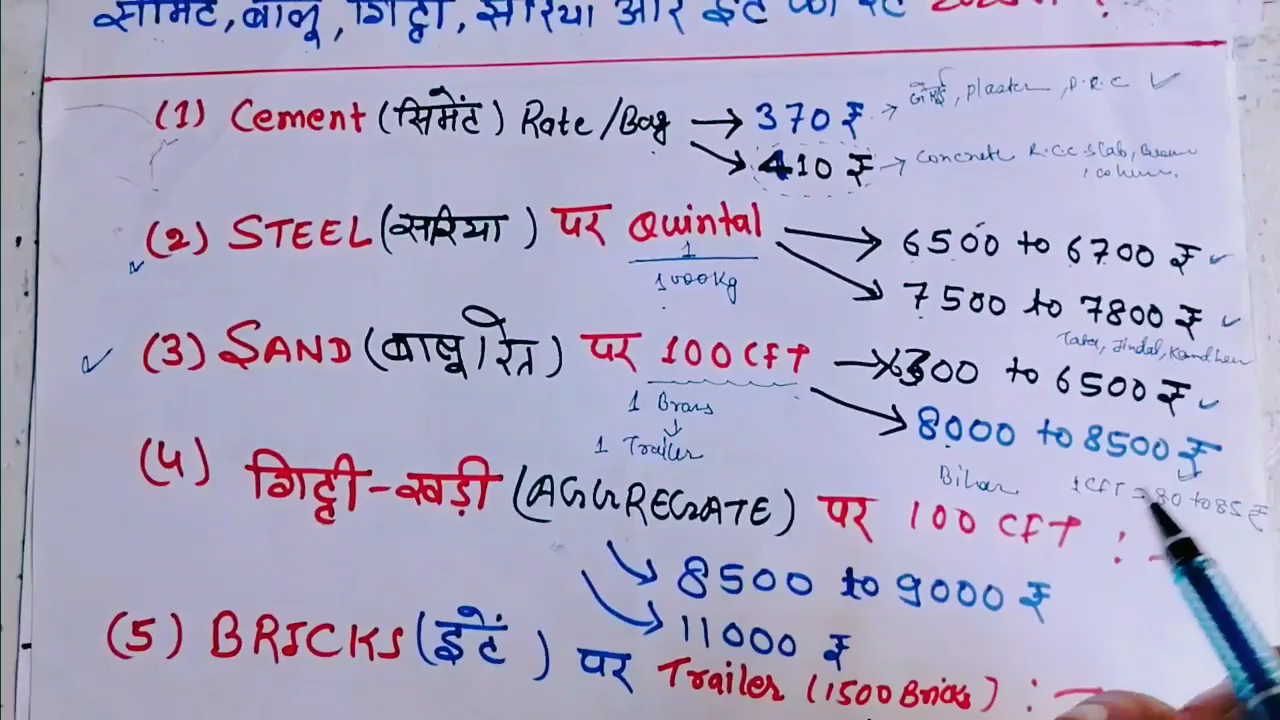 सीमेंट, बालू, गिट्टी, सरिया और ईंट का रेट
(1) Cement (सिमेंट) Rate/Bag → 370 ₹ → जोड़ाई, Plaster, P.C.C ✓
→ 410 ₹ → Concrete R.C.C Slab, Beam, Column
(2) STEEL (सरिया) पर Quintal → 6500 to 6700 ₹ ✓
1
1000Kg
→ 7500 to 7800 ₹ ✓
Tata, Jindal,
(3) SAND (बालू/रेत) पर 100 CFT → 6300 to 6500 ₹ ✓
1 Brass
↓
1 Trailer
→ 8000 to 8500 ₹
Bihar
1CFT = 80 to 85 ₹
(4) गिट्टी-खड़ी (AGGREGATE) पर 100 CFT :-
→ 8500 to 9000 ₹
→ 11000 ₹
(5) BRICKS (ईटें) पर Trailer (1500 Bricks) :-